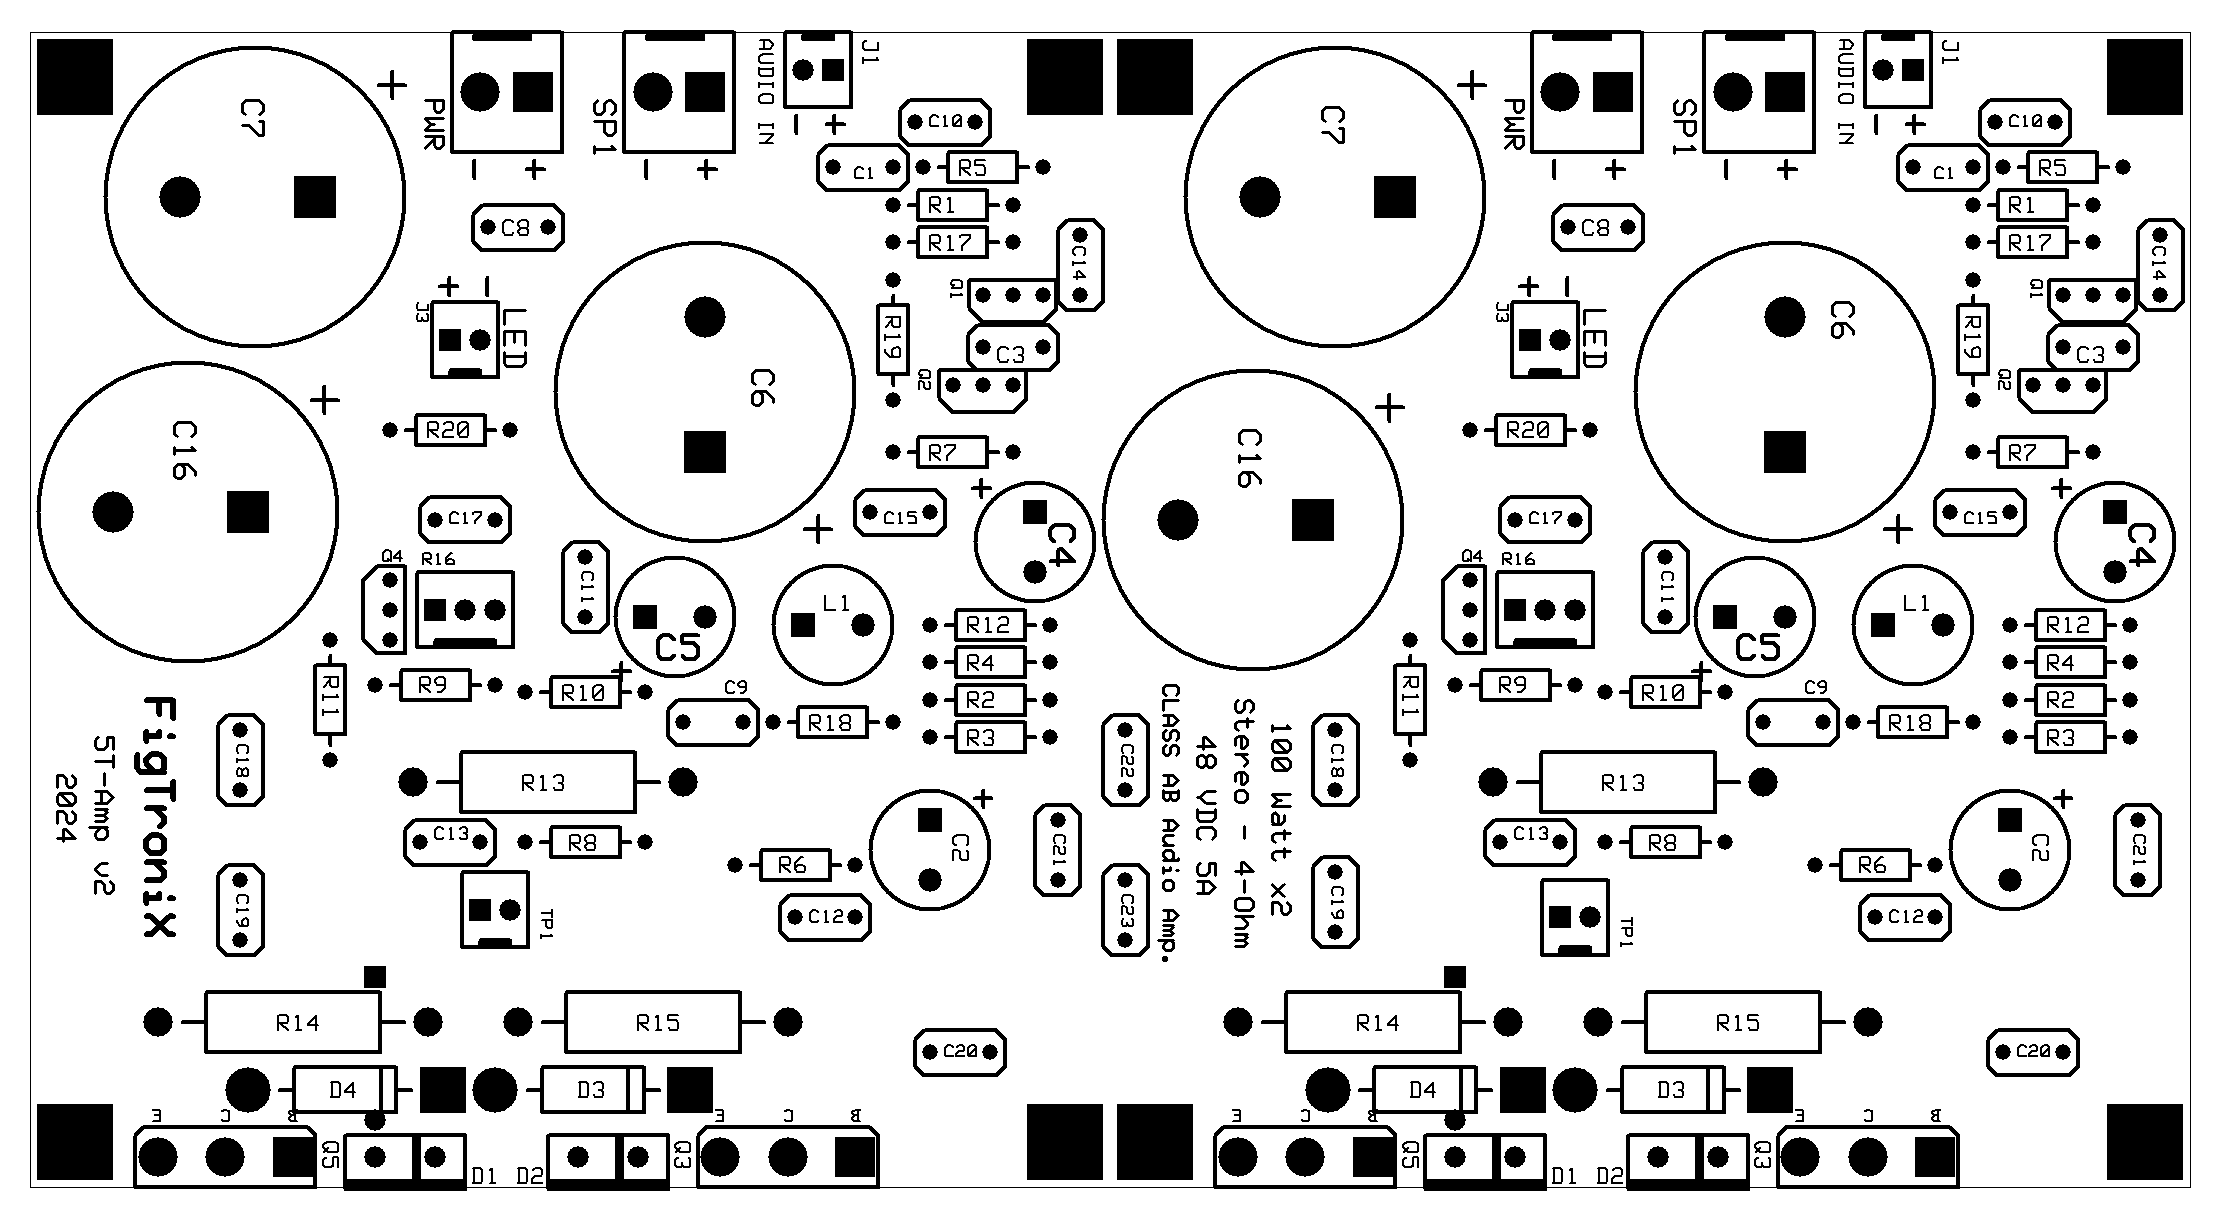 C7
+
PWR
- +
SP1
- +
AUDIO IN
- +
J1
C10
C1
R5
R1
R17
C14
C8
+ -
J3
LED
Q1
R19
C3
Q2
C6
+
C16
+
R20
R7
C15
+
C4
C17
Q4
R16
C11
C5
+
L1
R12
R4
R2
R3
R11
R9
R10
C9
R18
C18
R13
C13
R8
C2
+
R6
C12
C21
C19
TP1
FigTroniX
ST-Amp v2
2024
R14
R15
C20
D4
D3
E C B
Q5
D1
D2
Q3
E C B
C7
+
PWR
- +
SP1
- +
AUDIO IN
- +
J1
C10
C1
R5
R1
R17
C14
C8
+ -
J3
LED
Q1
R19
C3
Q2
C6
+
C16
+
R20
R7
C15
+
C4
C17
Q4
R16
C11
C5
+
L1
R12
R4
R2
R3
R11
R9
R10
C9
R18
C22
C18
R13
C13
R8
C2
+
R6
C12
C21
C23
C19
TP1
100 Watt x2
Stereo - 4-Ohm
48 VDC 5A
CLASS AB Audio Amp.
R14
R15
C20
D4
D3
E C B
Q5
D1
D2
Q3
E C B